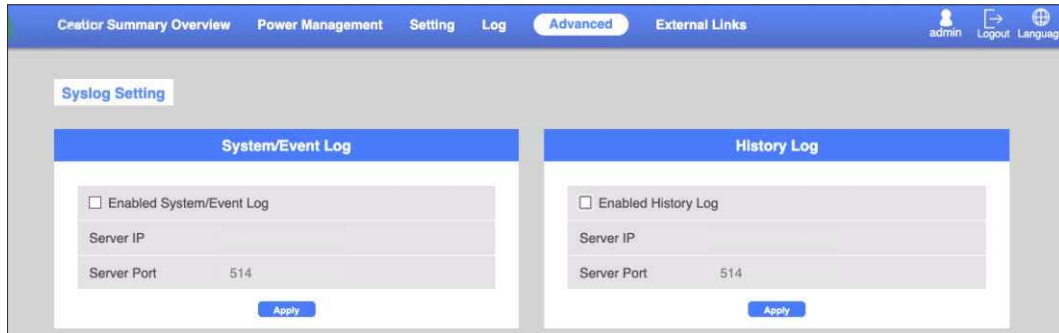 Summary Overview Power Management Setting Log Advanced External Links admin Logout Languag
Syslog Setting
System/Event Log
Enabled System/Event Log
Server IP
Server Port 514
Apply
History Log
Enabled History Log
Server IP
Server Port 514
Apply